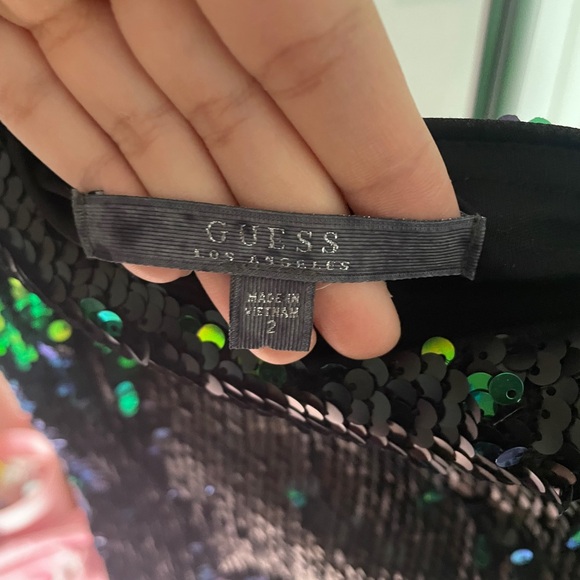 GUESS
LOS ANGELES
MADE IN
VIETNAM
2